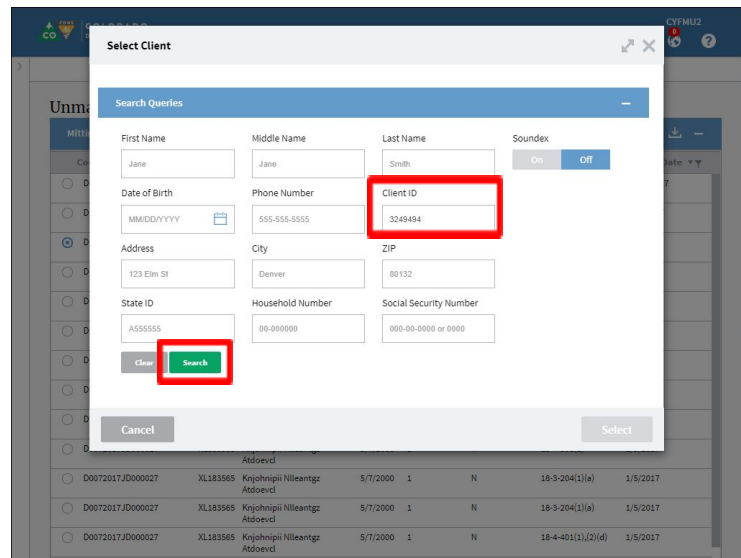 CYFMU2
CO
0
?
Select Client
Unma
Search Queries
Mitti
First Name Middle Name Last Name Soundex
Jane Jane Smith On Off
Date
Date of Birth Phone Number Client ID
MM/DD/YYYY 555-555-5555 3249494
Address City ZIP
123 Elm St Denver 80132
State ID Household Number Social Security Number
A555555 00-000000 000-00-0000 or 0000
Clear Search
Cancel Select
Atdoevcl
D0072017JD000027 XL183565 Knjohnipii Nlleantgz 5/7/2000 1 N 18-3-204(1)(a) 1/5/2017
Atdoevcl
D0072017JD000027 XL183565 Knjohnipii Nlleantgz 5/7/2000 1 N 18-3-204(1)(a) 1/5/2017
Atdoevcl
D0072017JD000027 XL183565 Knjohnipii Nlleantgz 5/7/2000 1 N 18-4-401(1),(2)(d) 1/5/2017
Atdoevcl